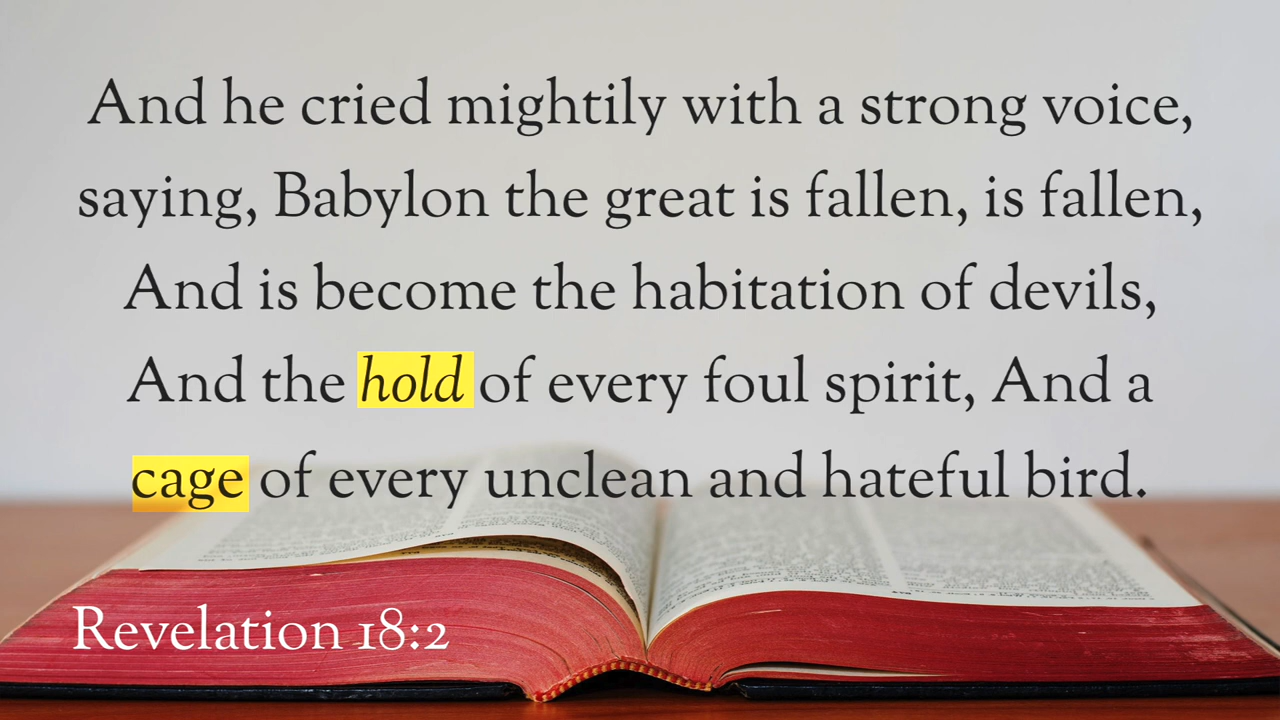 And he cried mightily with a strong voice,
saying, Babylon the great is fallen, is fallen,
And is become the habitation of devils,
And the hold of every foul spirit, And a
cage of every unclean and hateful bird.
Revelation 18:2